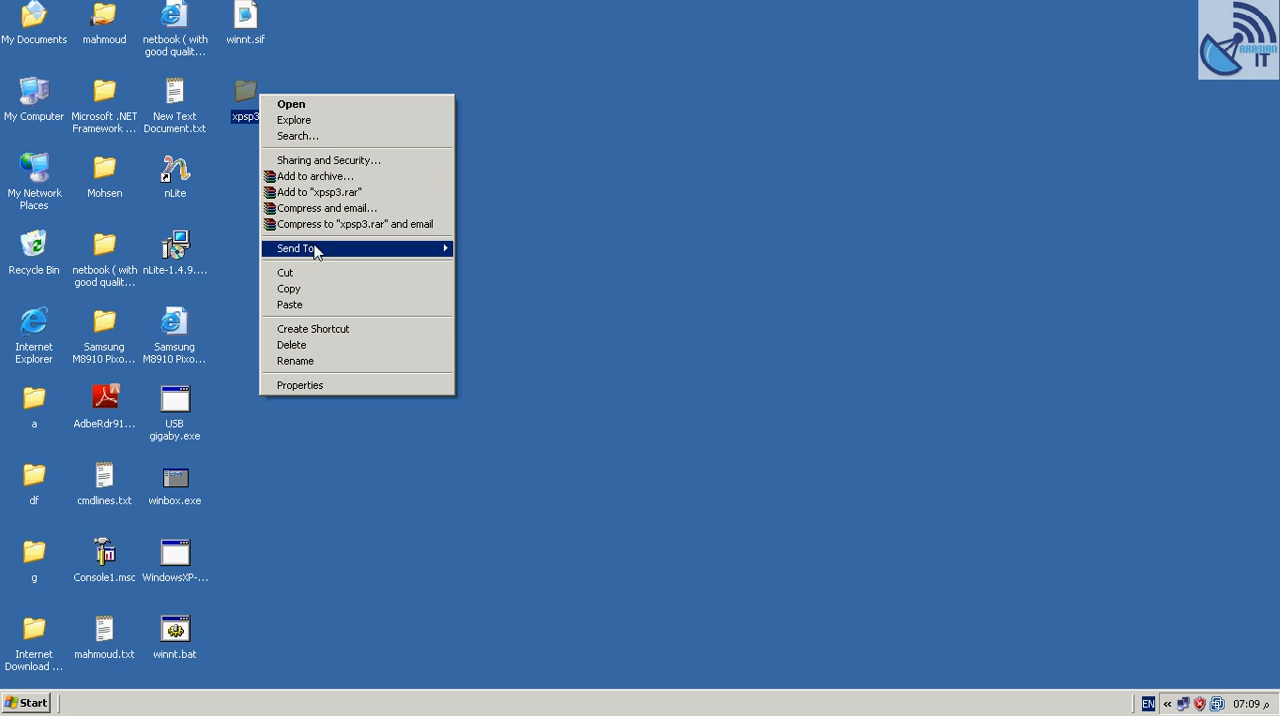 My Documents
mahmoud
netbook ( with
good qualit...
winnt.sif
My Computer
Microsoft .NET
Framework ...
New Text
Document.txt
xpsp3
My Network
Places
Mohsen
nLite
Recycle Bin
netbook ( with
good qualit...
nLite-1.4.9....
Internet
Explorer
Samsung
M8910 Pixo...
Samsung
M8910 Pixo...
a
AdbeRdr91...
USB
gigaby.exe
df
cmdlines.txt
winbox.exe
g
Console1.msc
WindowsXP-...
Internet
Download ...
mahmoud.txt
winnt.bat
Open
Explore
Search...
Sharing and Security...
Add to archive...
Add to "xpsp3.rar"
Compress and email...
Compress to "xpsp3.rar" and email
Send To
Cut
Copy
Paste
Create Shortcut
Delete
Rename
Properties
ARABIAN
IT
Start
EN
«
07:09 م